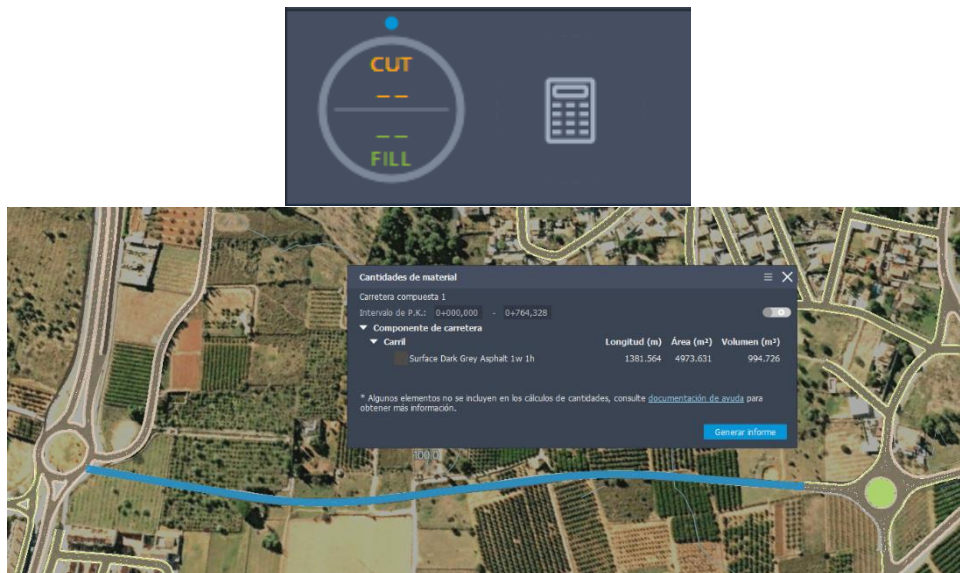 CUT
--
--
FILL
Cantidades de material
Carretera compuesta 1
Intervalo de P.K.: 0+000,000 - 0+764,328
Componente de carretera
Carril Longitud (m) Área (m²) Volumen (m³)
Surface Dark Grey Asphalt 1w 1h 1381.564 4973.631 994.726
* Algunos elementos no se incluyen en los cálculos de cantidades, consulte documentación de ayuda para
obtener más información.
Generar informe
100.0